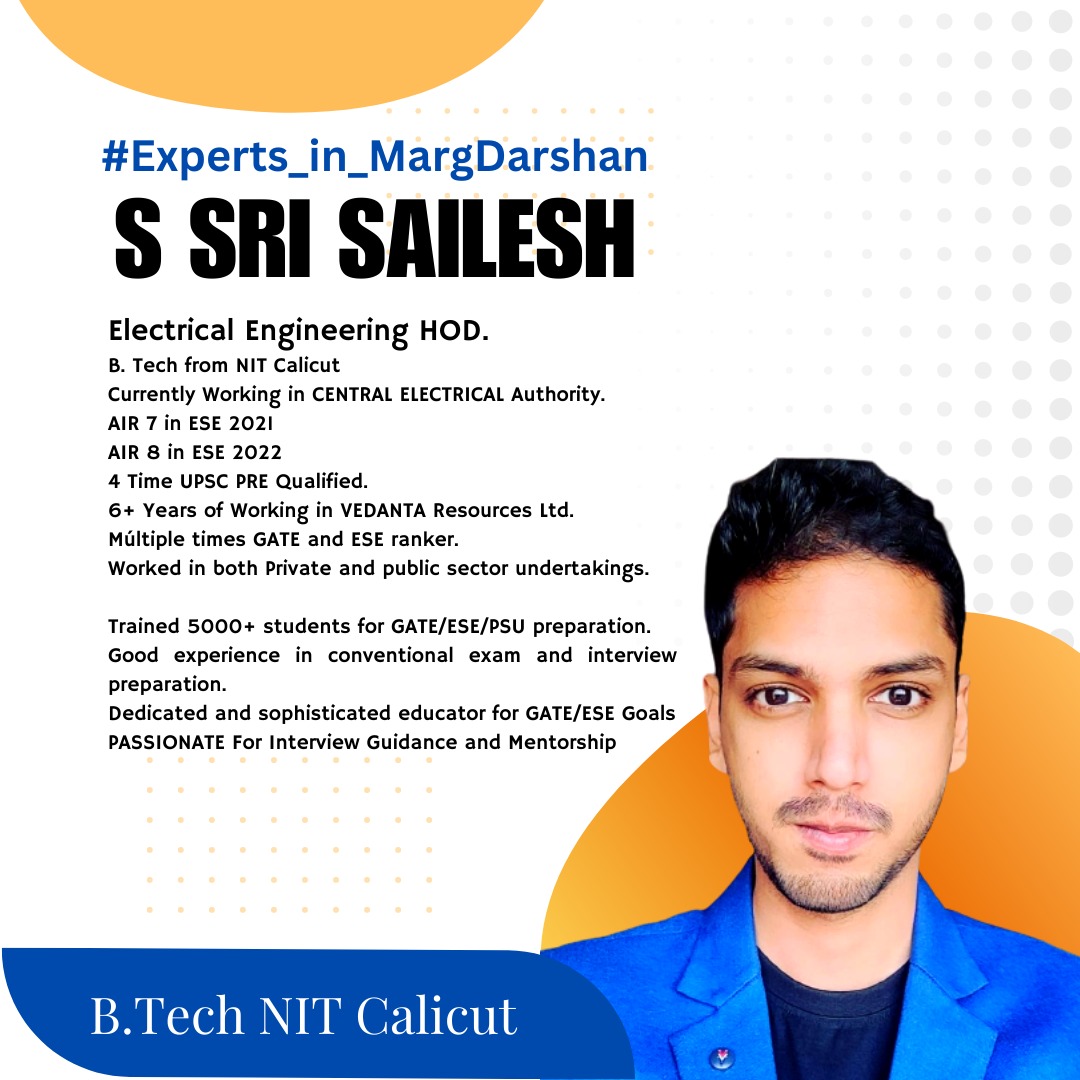 #Experts_in_MargDarshan
S SRI SAILESH
Electrical Engineering HOD.
B. Tech from NIT Calicut
Currently Working in CENTRAL ELECTRICAL Authority.
AIR 7 in ESE 2021
AIR 8 in ESE 2022
4 Time UPSC PRE Qualified.
6+ Years of Working in VEDANTA Resources Ltd.
Múltiple times GATE and ESE ranker.
Worked in both Private and public sector undertakings.
Trained 5000+ students for GATE/ESE/PSU preparation.
Good experience in conventional exam and interview
preparation.
Dedicated and sophisticated educator for GATE/ESE Goals
PASSIONATE For Interview Guidance and Mentorship
B.Tech NIT Calicut